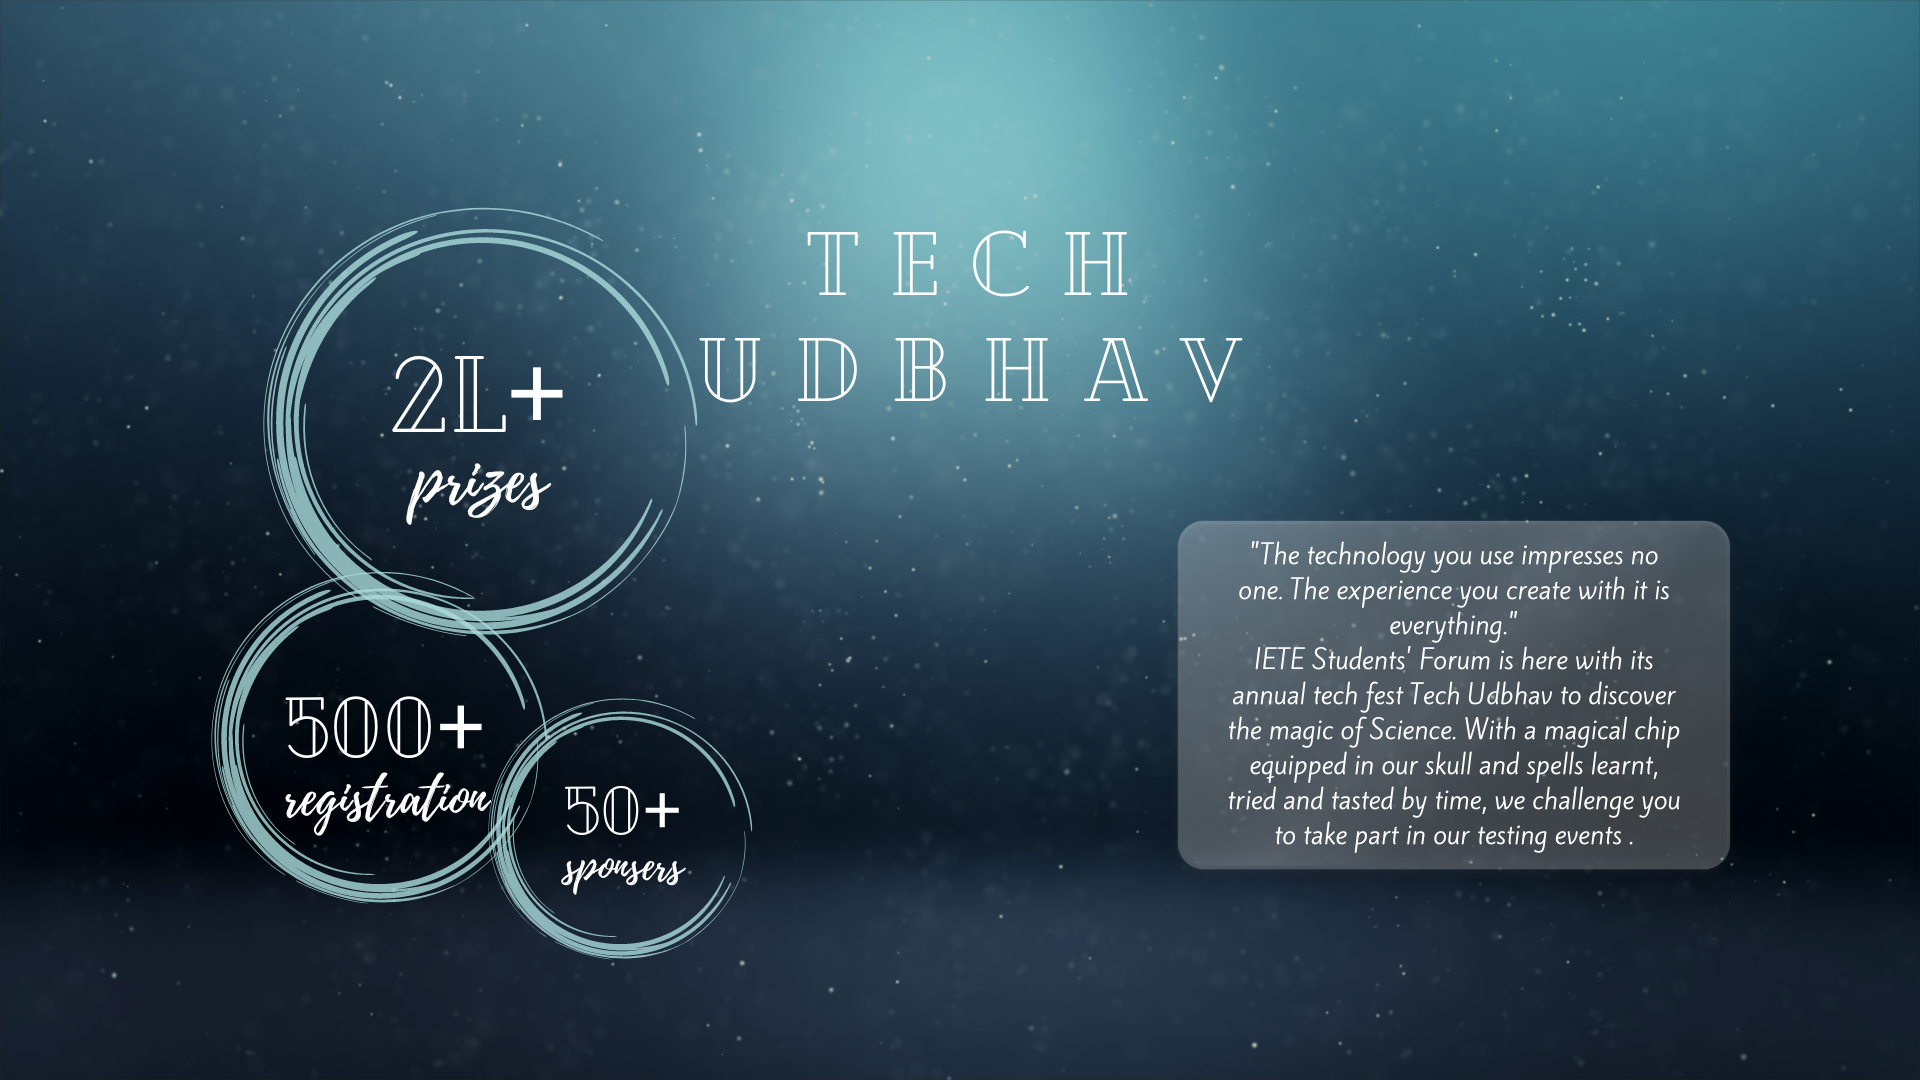 TECH
UDBHAV
2L+
prizes
500+
registration
50+
sponsers
"The technology you use impresses no
one. The experience you create with it is
everything."
IETE Students' Forum is here with its
annual tech fest Tech Udbhav to discover
the magic of Science. With a magical chip
equipped in our skull and spells learnt,
tried and tasted by time, we challenge you
to take part in our testing events .